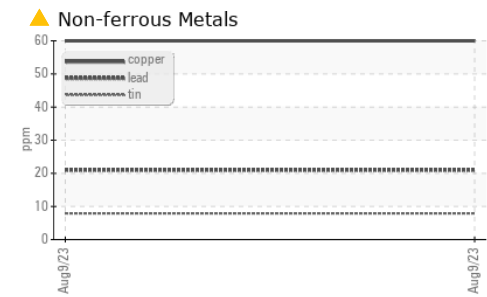 Non-ferrous Metals
60
50
40
30
20
10
0
ppm
copper
lead
tin
Aug9/23
Aug9/23